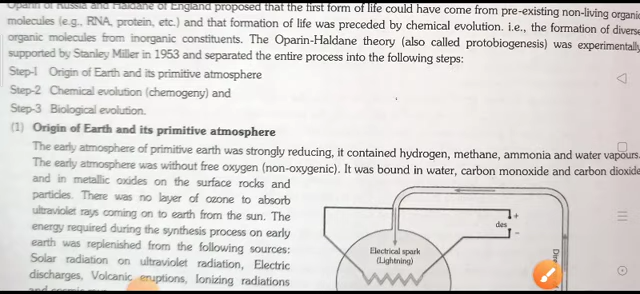 Oparin of Russia and Haldane of England proposed that the first form of life could have come from pre-existing non-living organic
molecules (e.g., RNA, protein, etc.) and that formation of life was preceded by chemical evolution. i.e., the formation of diverse
organic molecules from inorganic constituents. The Oparin-Haldane theory (also called protobiogenesis) was experimentally
supported by Stanley Miller in 1953 and separated the entire process into the following steps:
Step-I Origin of Earth and its primitive atmosphere
Step-2 Chemical evolution (chemogeny) and
Step-3 Biological evolution.
(1) Origin of Earth and its primitive atmosphere
The early atmosphere of primitive earth was strongly reducing, it contained hydrogen, methane, ammonia and water vapours.
The early atmosphere was without free oxygen (non-oxygenic). It was bound in water, carbon monoxide and carbon dioxide
and in metallic oxides on the surface rocks and
particles. There was no layer of ozone to absorb
ultraviolet rays coming on to earth from the sun. The
energy required during the synthesis process on early
earth was replenished from the following sources:
Solar radiation on ultraviolet radiation, Electric
discharges, Volcanic eruptions, Ionizing radiations
+
des
-
Electrical spark
(Lightning)
Dire